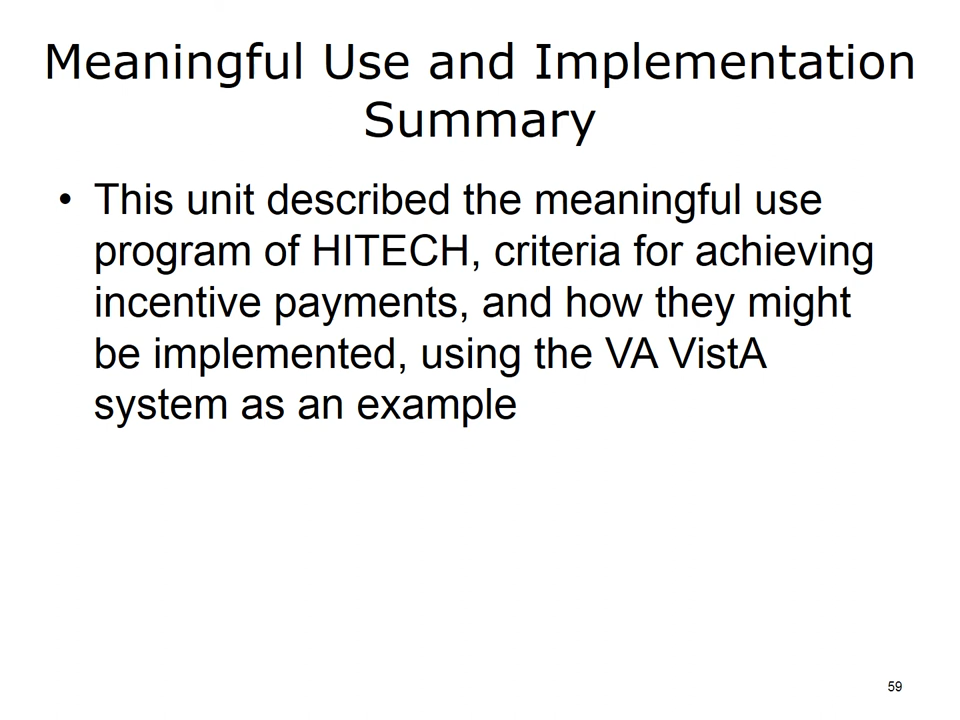 Meaningful Use and Implementation
Summary
• This unit described the meaningful use
program of HITECH, criteria for achieving
incentive payments, and how they might
be implemented, using the VA VistA
system as an example
59